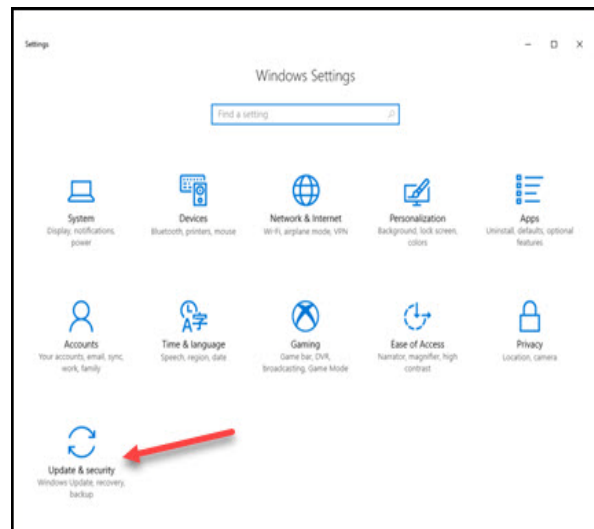 Settings
Windows Settings
Find a setting
System
Display, notifications,
power
Devices
Bluetooth, printers, mouse
Network & Internet
Wi-Fi, airplane mode, VPN
Personalization
Background, lock screen,
colors
Apps
Uninstall, defaults, optional
features
Accounts
Your accounts, email, sync,
work, family
Time & language
Speech, region, date
Gaming
Game bar, DVR,
broadcasting, Game Mode
Ease of Access
Narrator, magnifier, high
contrast
Privacy
Location, camera
Update & security
Windows Update, recovery,
backup